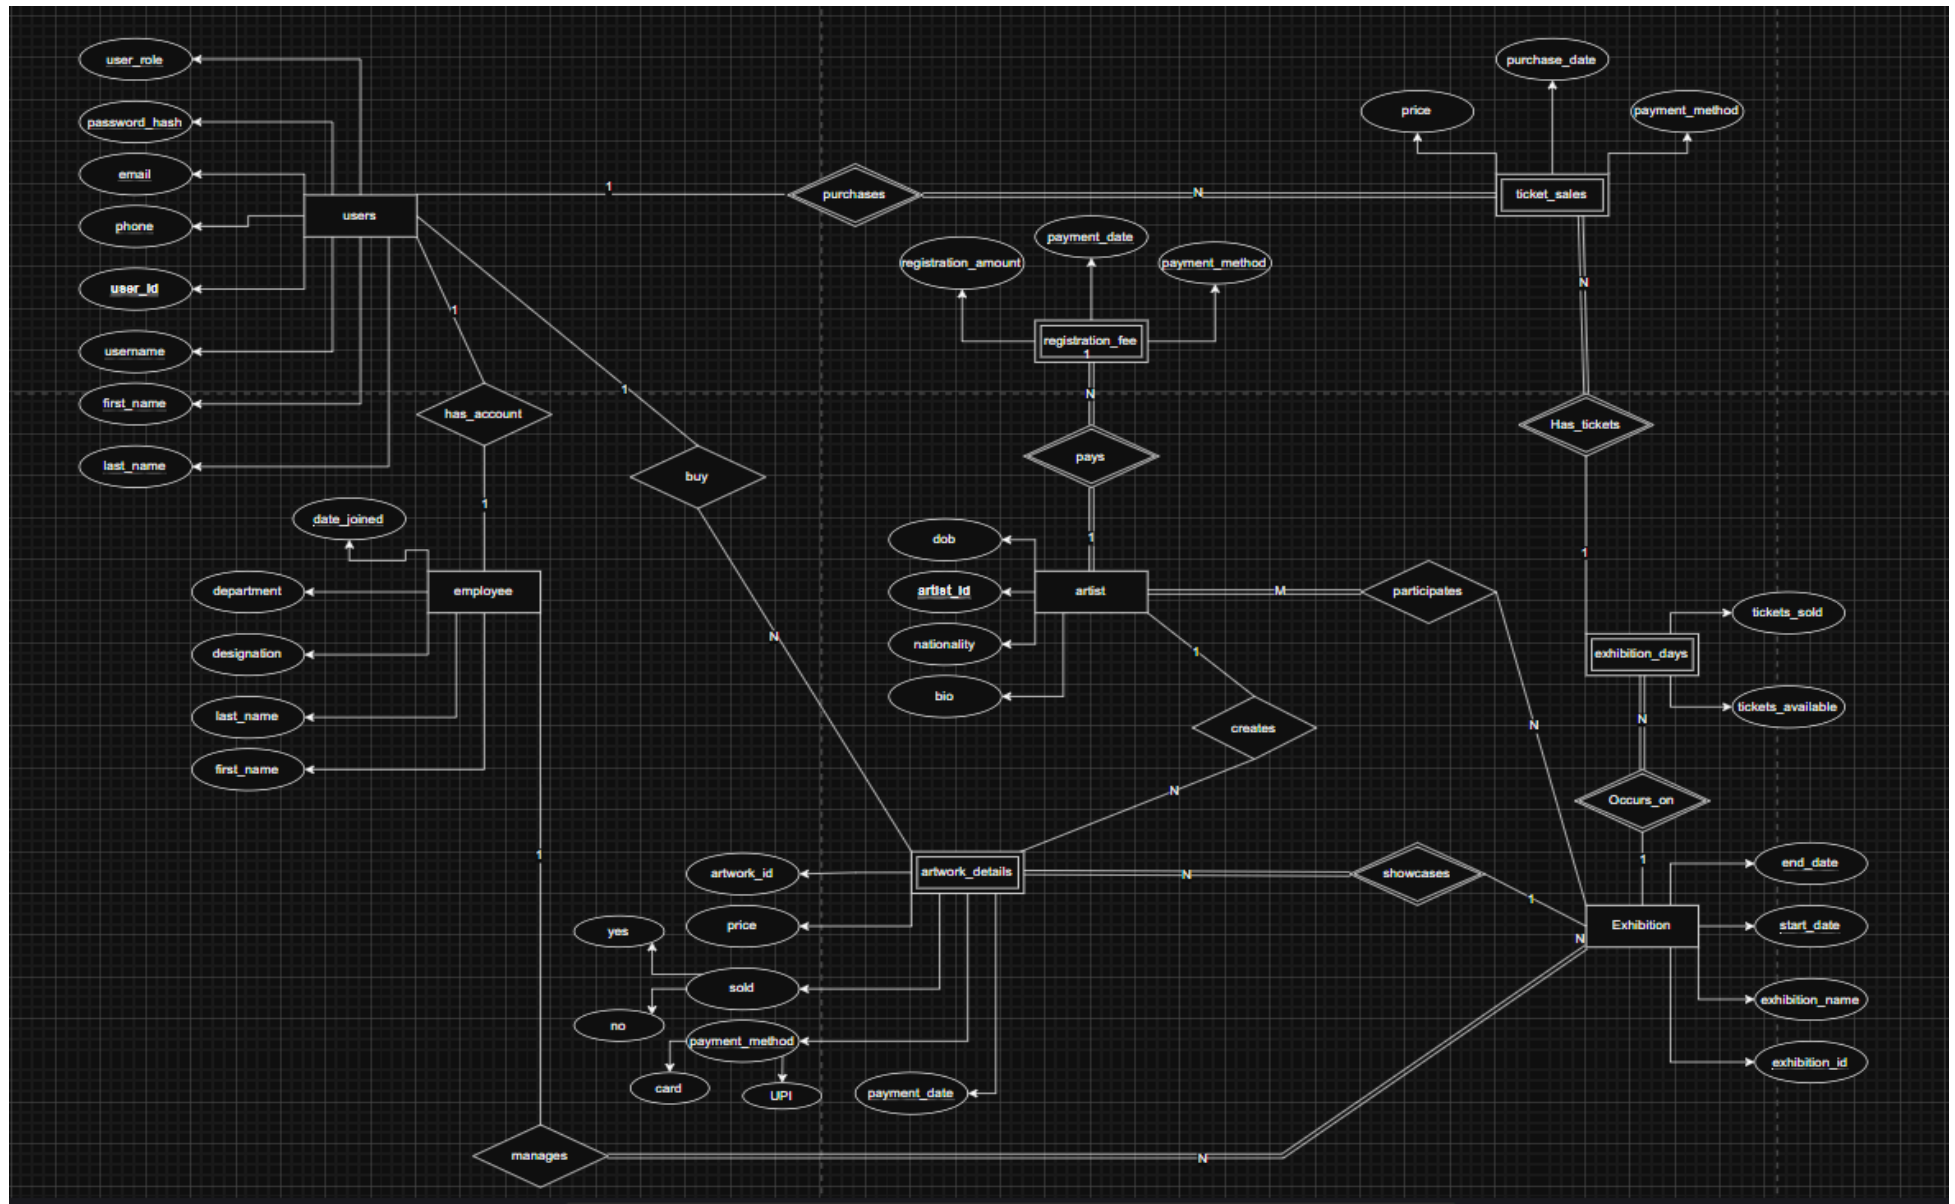 user_role
purchase_date
price
payment_method
password_hash
email
users
1
purchases
N
ticket_sales
phone
payment_date
registration_amount
payment_method
user_id
N
1
registration_fee
1
username
first_name
1
N
has_account
Has_tickets
last_name
buy
pays
1
date_joined
dob
1
1
department
employee
artist_id
artist
M
participates
tickets_sold
designation
N
nationality
1
exhibition_days
last_name
bio
N
N
tickets_available
creates
first_name
N
Occurs_on
1
1
end_date
artwork_id
artwork_details
N
showcases
1
yes
price
N
Exhibition
start_date
sold
exhibition_name
no
payment_method
exhibition_id
card
UPI
payment_date
manages
N